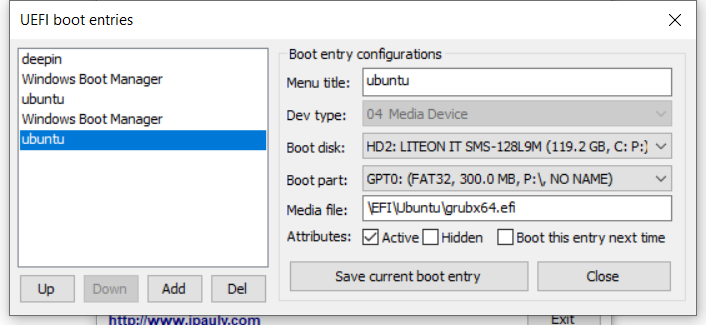 UEFI boot entries
deepin
Windows Boot Manager
ubuntu
Windows Boot Manager
ubuntu
Up
Down
Add
Del
Boot entry configurations
Menu title: ubuntu
Dev type: 04 Media Device
Boot disk: HD2: LITEON IT SMS-128L9M (119.2 GB, C: P:)
Boot part: GPT0: (FAT32, 300.0 MB, P:\, NO NAME)
Media file: \EFI\Ubuntu\grubx64.efi
Attributes: Active Hidden Boot this entry next time
Save current boot entry Close
http://www.ipauly.com Exit